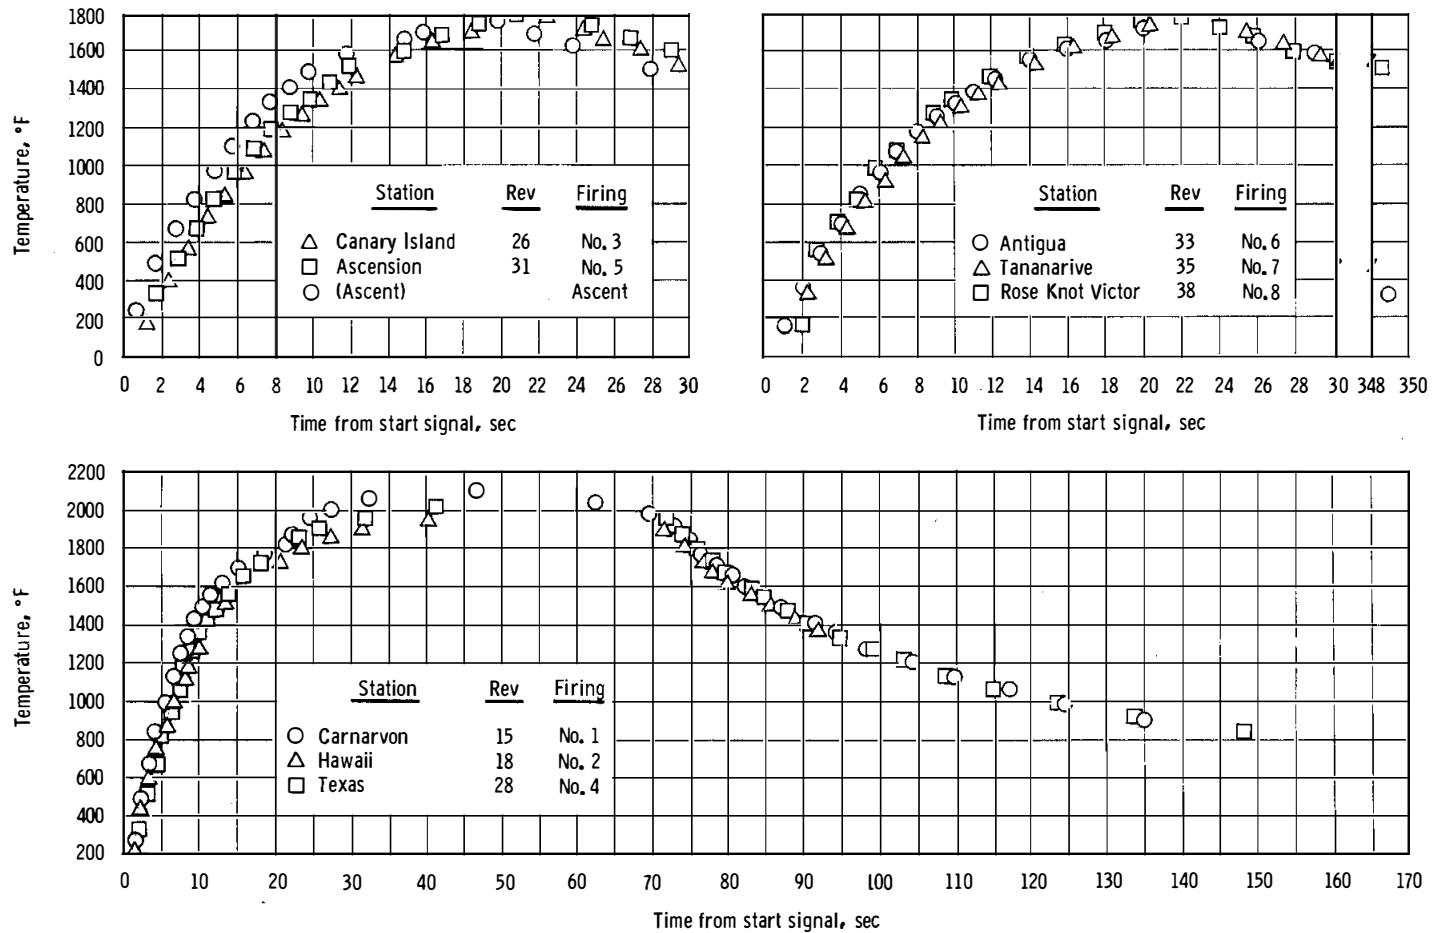 1800
1600
1400
1200
1000
800
600
400
200
0
Temperature, °F
Station Rev Firing
Canary Island 26 No. 3
Ascension 31 No. 5
(Ascent) Ascent
0 2 4 6 8 10 12 14 16 18 20 22 24 26 28 30
Time from start signal, sec
Station Rev Firing
Antigua 33 No. 6
Tananarive 35 No. 7
Rose Knot Victor 38 No. 8
0 2 4 6 8 10 12 14 16 18 20 22 24 26 28 30 348 350
Time from start signal, sec
2200
2000
1800
1600
1400
1200
1000
800
600
400
200
Temperature, °F
Station Rev Firing
Carnarvon 15 No. 1
Hawaii 18 No. 2
Texas 28 No. 4
0 10 20 30 40 50 60 70 80 90 100 110 120 130 140 150 160 170
Time from start signal, sec